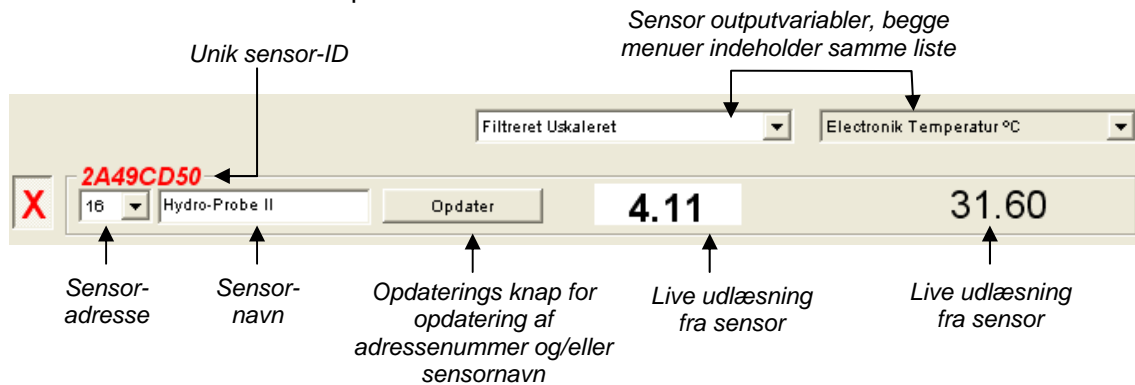 Sensor outputvariabler, begge
menuer indeholder samme liste
Unik sensor-ID
Filtreret Uskaleret
Electronik Temperatur ºC
2A49CD50
X
16
Hydro-Probe II
Opdater
4.11
31.60
Sensor-
adresse
Sensor-
navn
Opdaterings knap for
opdatering af
adressenummer og/eller
sensornavn
Live udlæsning
fra sensor
Live udlæsning
fra sensor